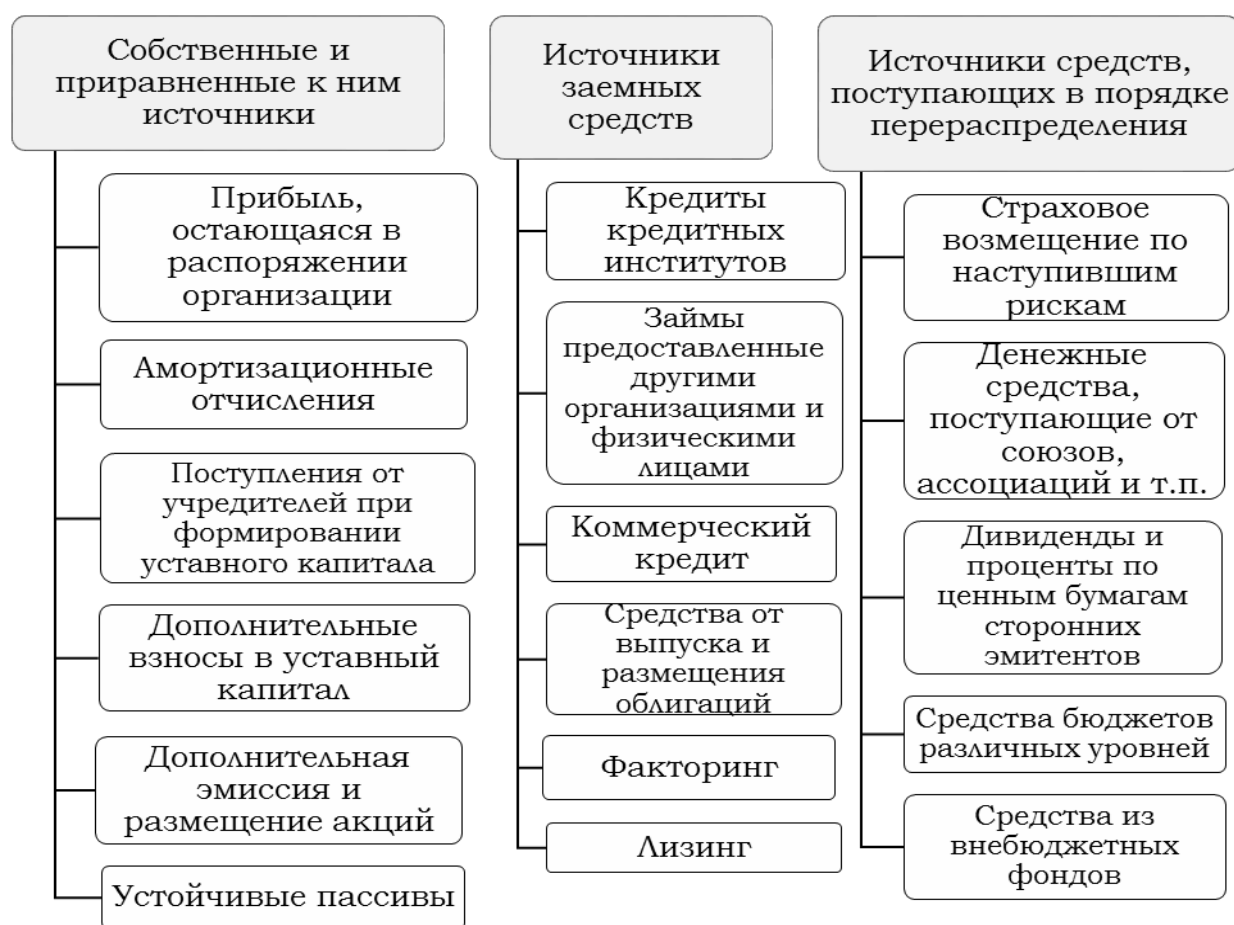 Собственные и
приравненные к ним
источники
Прибыль,
остающаяся в
распоряжении
организации
Амортизационные
отчисления
Поступления от
учредителей при
формировании
уставного капитала
Дополнительные
взносы в уставный
капитал
Дополнительная
эмиссия и
размещение акций
Устойчивые пассивы
Источники
заемных
средств
Кредиты
кредитных
институтов
Займы
предоставленные
другими
организациями и
физическими
лицами
Коммерческий
кредит
Средства от
выпуска и
размещения
облигаций
Факторинг
Лизинг
Источники средств,
поступающих в порядке
перераспределения
Страховое
возмещение по
наступившим
рискам
Денежные
средства,
поступающие от
союзов,
ассоциаций и т.п.
Дивиденды и
проценты по
ценным бумагам
сторонних
эмитентов
Средства бюджетов
различных уровней
Средства из
внебюджетных
фондов